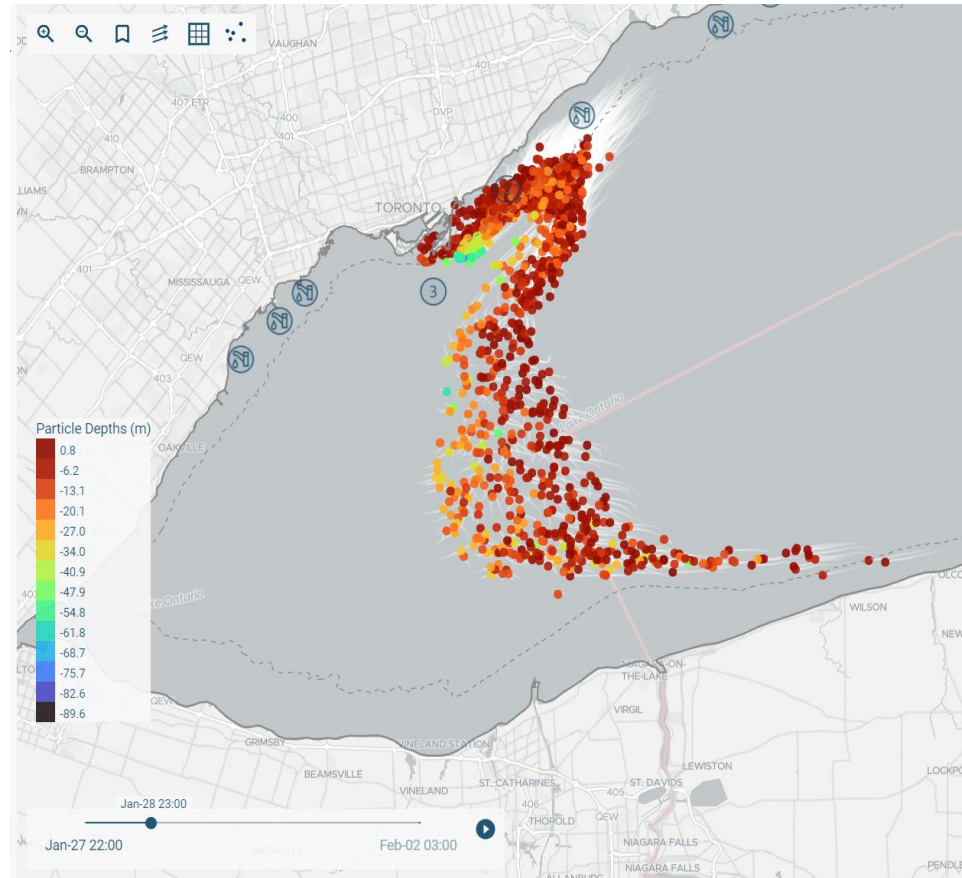 VAUGHAN
401
407 ETR
400
401
DVP
410
BRAMPTON
TORONTO
401
MISSISSAUGA
QEW
3
QEW
403
Lake Ontario
OAKVILLE
Particle Depths (m)
0.8
-6.2
-13.1
-20.1
-27.0
-34.0
-40.9
-47.9
-54.8
-61.8
-68.7
-75.7
-82.6
-89.6
WILSON
NIAGARA-ON-
THE-LAKE
VIRGIL
QEW
GRIMSBY
VINELAND STATION
BEAMSVILLE
ST. CATHARINES
VINELAND
406
405
ST. DAVIDS
LEWISTON
THOROLD
QEW
NIAGARA FALLS
NIAGARA FALLS
Jan-28 23:00
Jan-27 22:00
Feb-02 03:00